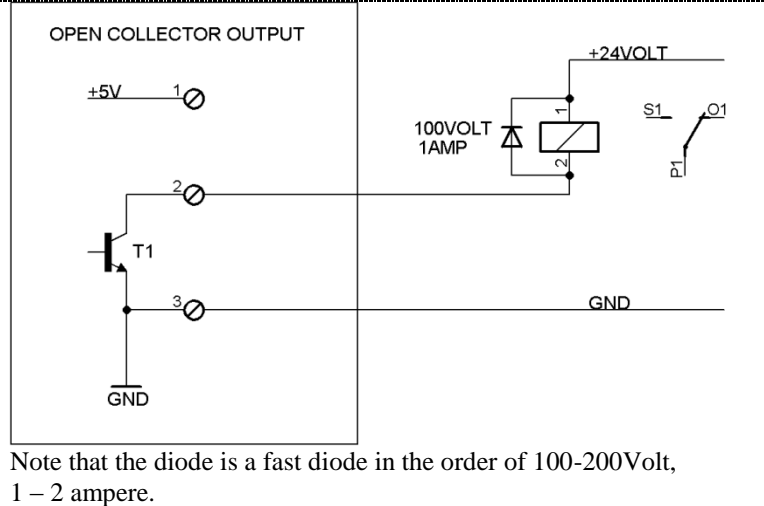 OPEN COLLECTOR OUTPUT
+24VOLT
+5V
1
S1
O1
1
100VOLT
1AMP
2
P1
2
T1
3
GND
GND
Note that the diode is a fast diode in the order of 100-200Volt,
1 – 2 ampere.